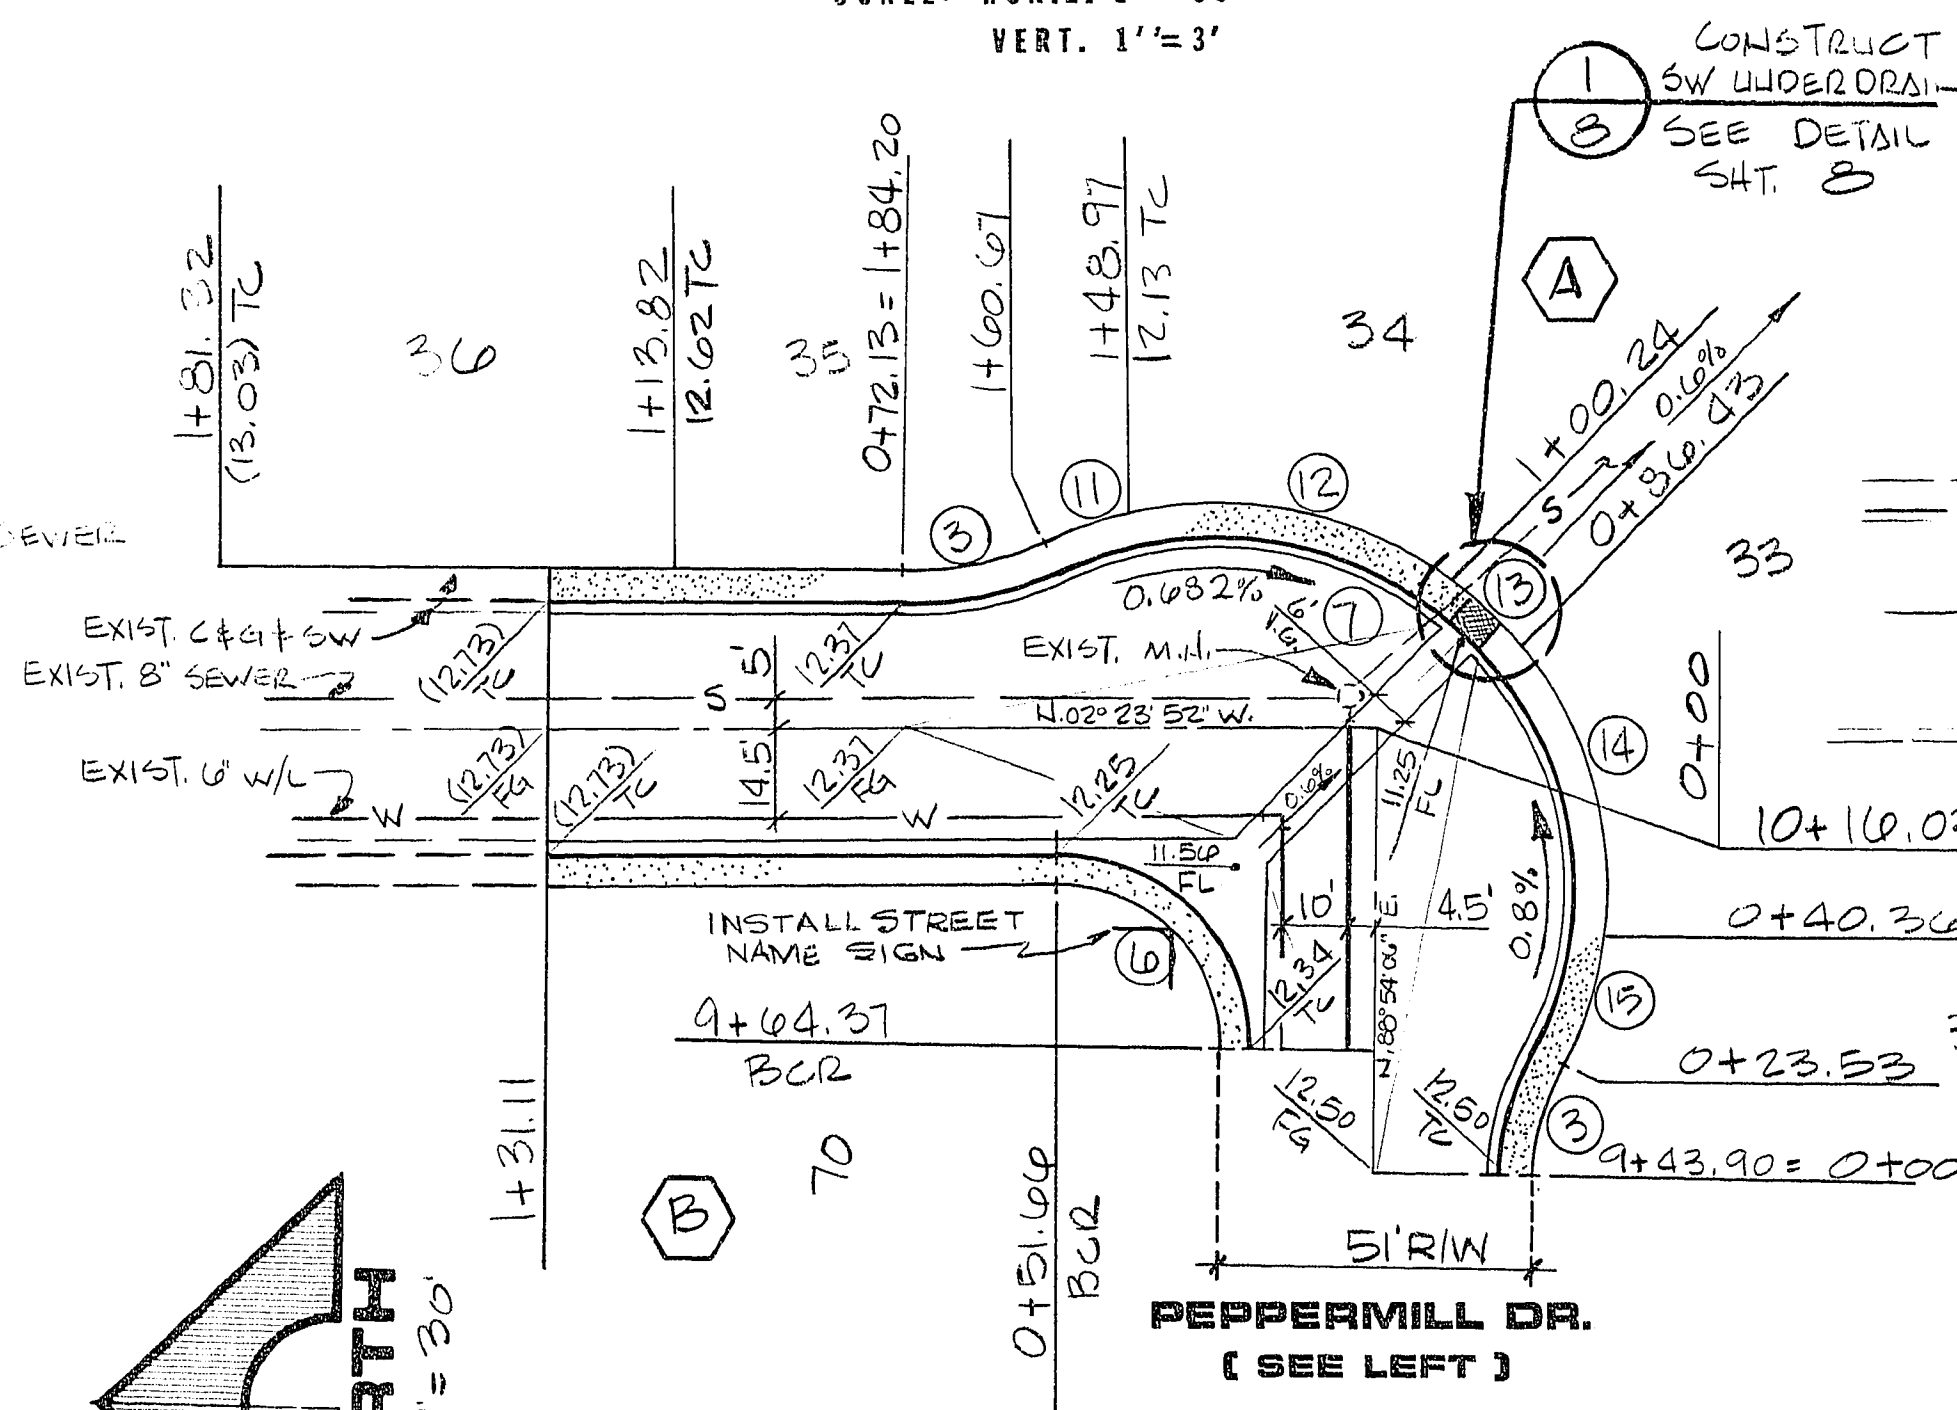 VERT. 1''=3'
CONSTRUCT
SW UNDERDRAI
SEE DETAIL
SHT. 8
1
8
A
1+81.32
(13.03) TC
36
1+13.82
12.62 TC
35
0+72.13=1+84.20
1+60.67
1+48.97
12.13 TC
34
1+00.24
0.6%
S
0+86.43
33
3
11
12
13
7
14
15
3
6
SEWER
EXIST. C&G & SW
EXIST. 8" SEWER
EXIST. 6" W/L
(12.73)
TC
12.37
TC
0.682%
6'
V.G.
EXIST. M.H.
S
5'
14.5'
N.02°23'52"W.
(12.73)
FG
(12.73)
TC
12.37
FG
12.25
TC
0.6%
11.25
FL
W
W
11.56
FL
0+00
10+16.03
0+40.36
0.8%
10'
4.5'
N.88°54'06"E.
12.34
TC
INSTALL STREET
NAME SIGN
9+64.37
BCR
0+23.53
12.50
FG
12.50
TC
9+43.90=0+00
1+31.11
B
70
0+51.66
BCR
51' R/W
PEPPERMILL DR.
( SEE LEFT )
RTH
"=30'